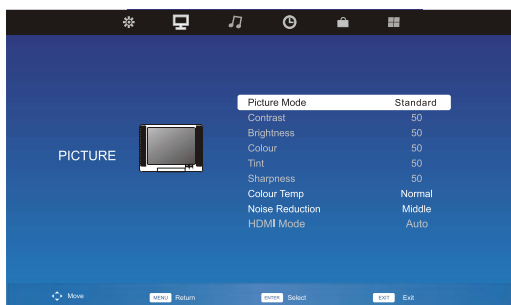 Picture Mode Standard
Contrast 50
Brightness 50
Colour 50
PICTURE
Tint 50
Sharpness 50
Colour Temp Normal
Noise Reduction Middle
HDMI Mode Auto
Move MENU Return ENTER Select EXIT Exit